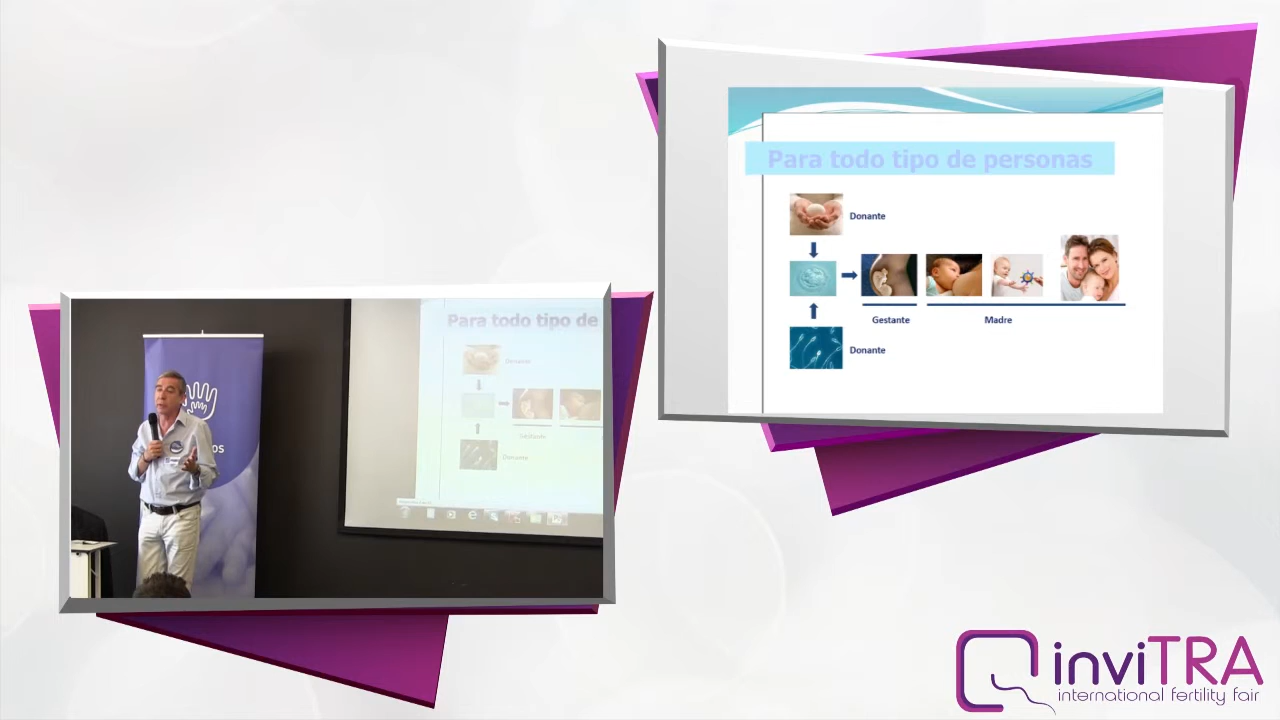 Para todo tipo de personas
Donante
Gestante
Madre
Donante
Para todo tipo de
Donante
Gestante
Donante
os
inviTRA
international fertility fair